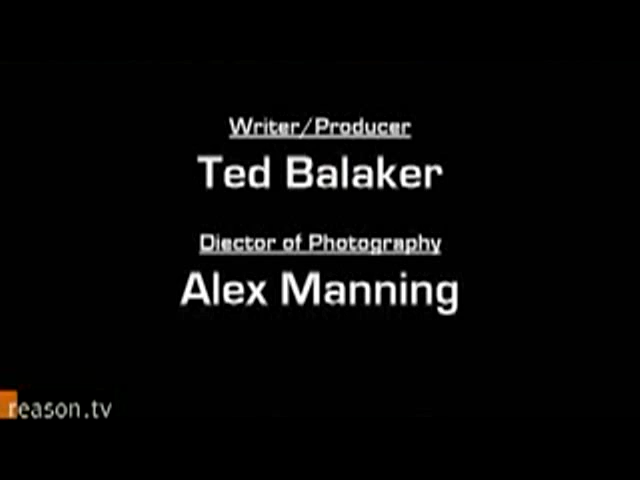 Writer/Producer
Ted Balaker
Diector of Photography
Alex Manning
reason.tv